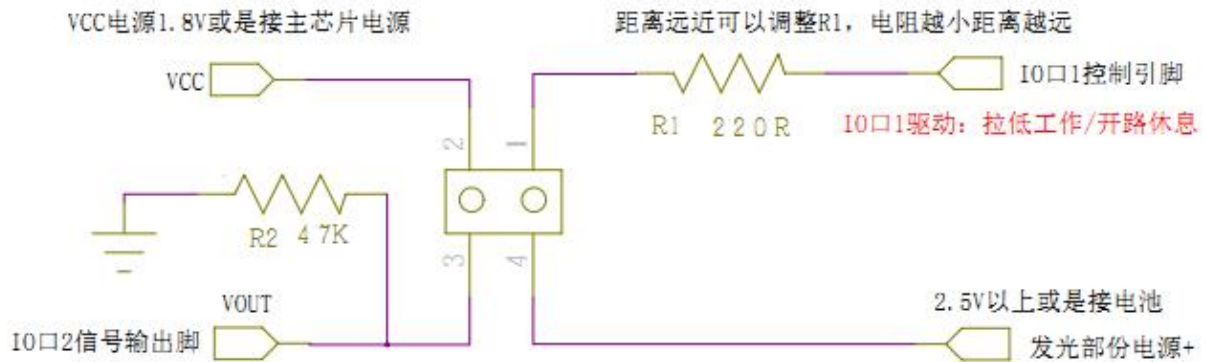 VCC电源1.8V或是接主芯片电源
距离远近可以调整R1，电阻越小距离越远
VCC
IO口1控制引脚
R1 220R
IO口1驱动：拉低工作/开路休息
2
1
R2 47K
3
4
VOUT
2.5V以上或是接电池
IO口2信号输出脚
发光部份电源+